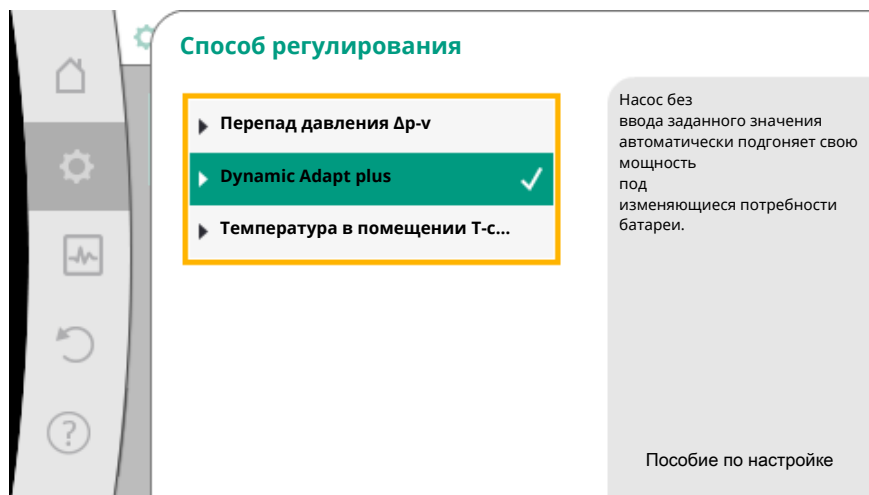 Способ регулирования
Перепад давления Δp-v
Dynamic Adapt plus
Температура в помещении T-c...
Насос без
ввода заданного значения
автоматически подгоняет свою
мощность
под
изменяющиеся потребности
батареи.
Пособие по настройке
?